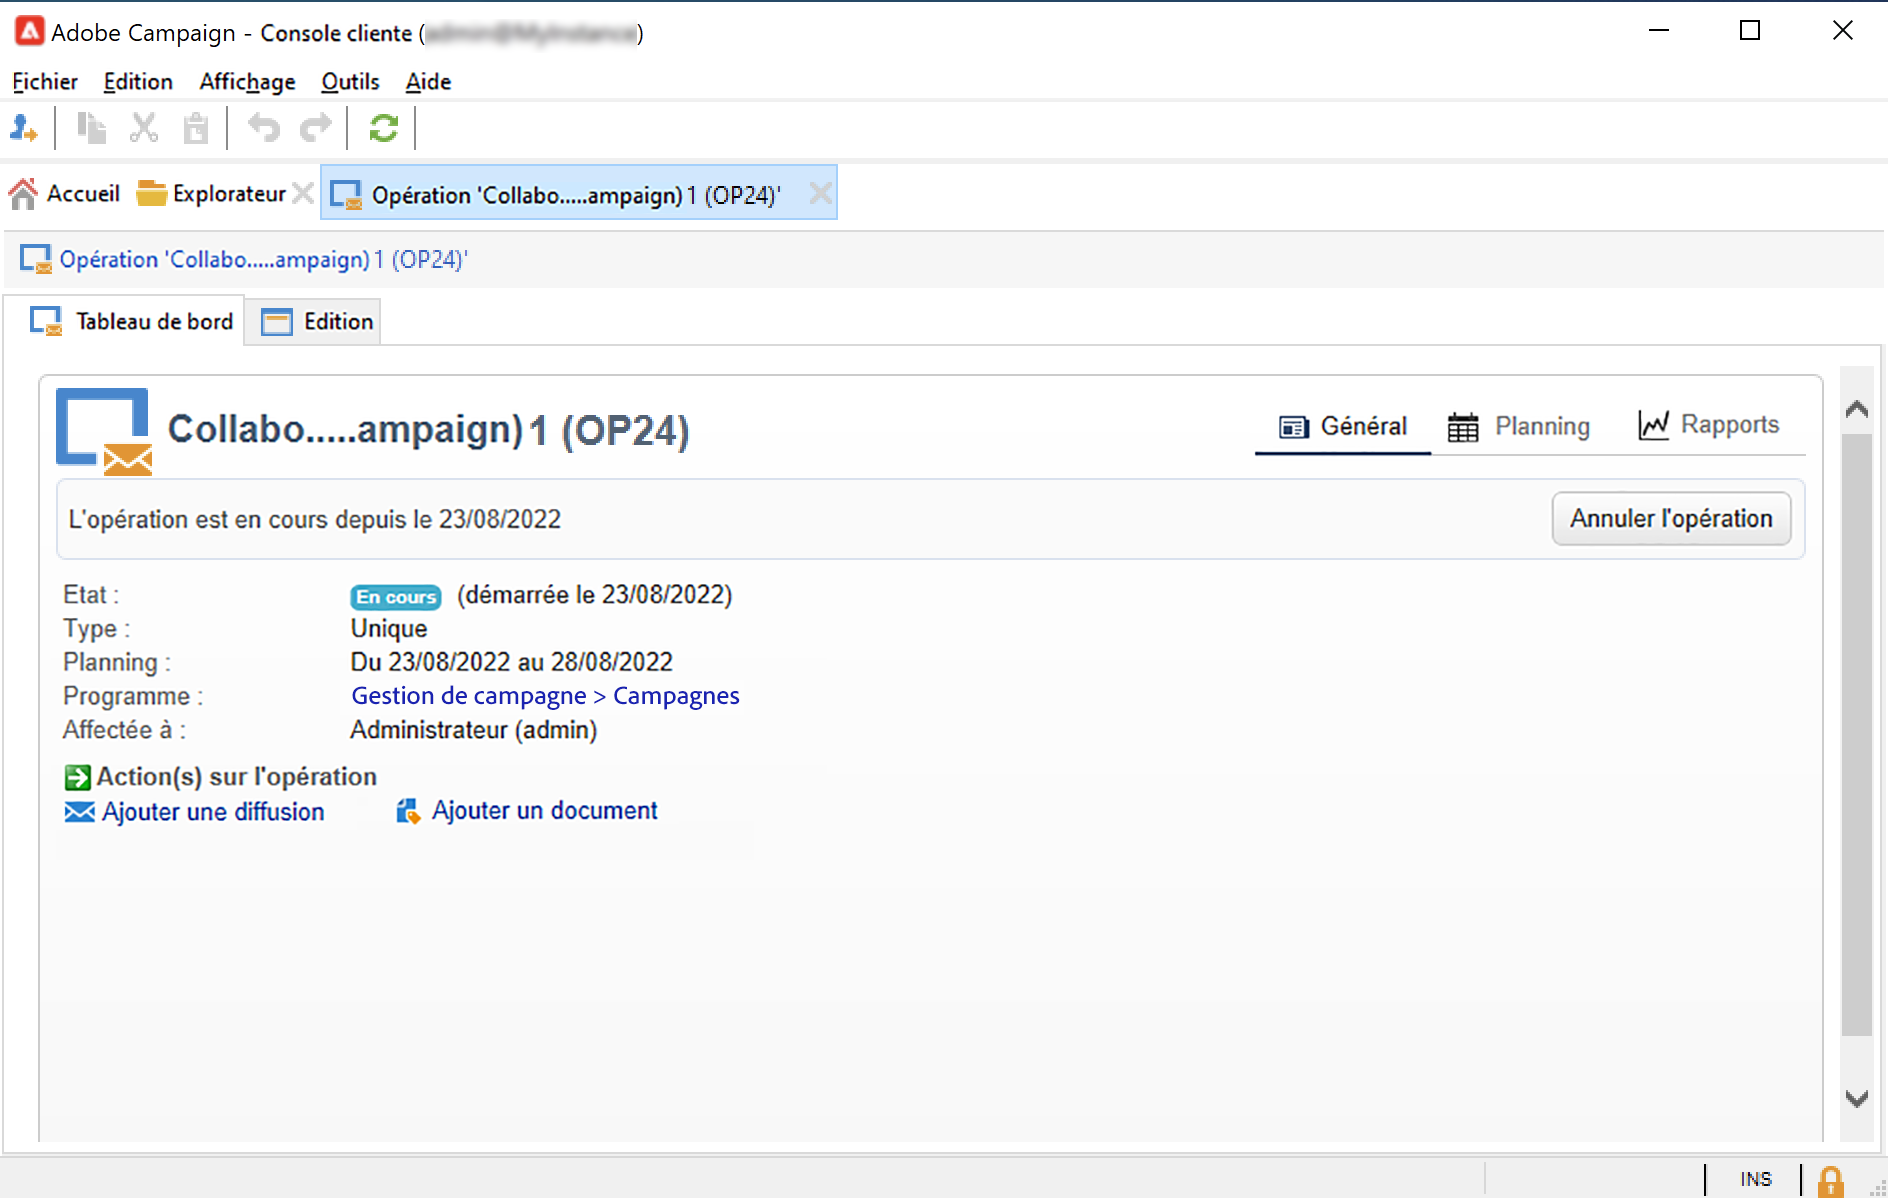 Adobe Campaign - Console cliente ( )
Fichier Edition Affichage Outils Aide
Accueil Explorateur Opération 'Collabo.....ampaign) 1 (OP24)'
Opération 'Collabo.....ampaign) 1 (OP24)'
Tableau de bord Edition
Collabo.....ampaign) 1 (OP24)
Général Planning Rapports
L'opération est en cours depuis le 23/08/2022
Annuler l'opération
Etat : En cours (démarrée le 23/08/2022)
Type : Unique
Planning : Du 23/08/2022 au 28/08/2022
Programme : Gestion de campagne > Campagnes
Affectée à : Administrateur (admin)
Action(s) sur l'opération
Ajouter une diffusion Ajouter un document
INS